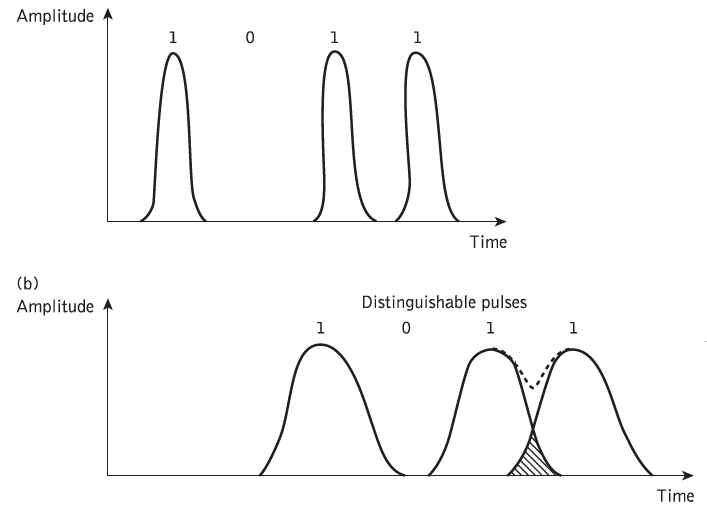 Amplitude
1 0 1 1
Time
(b)
Amplitude
Distinguishable pulses
1 0 1 1
Time